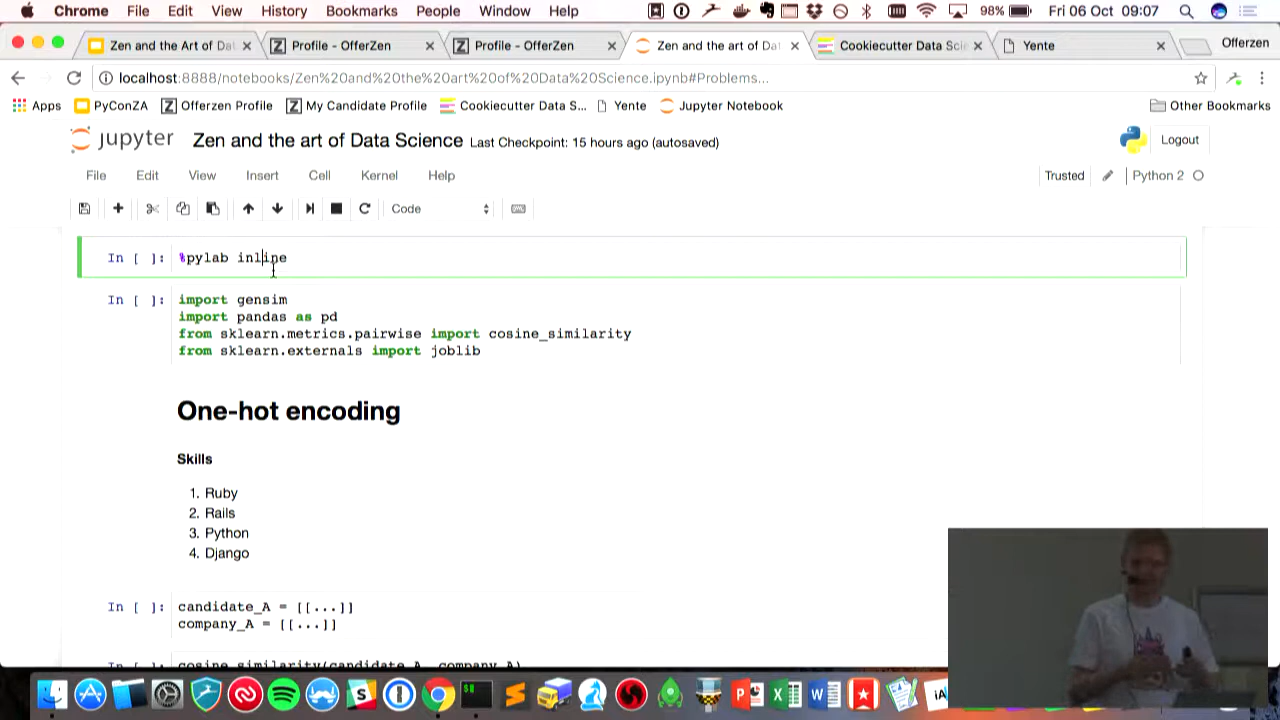 Chrome File Edit View History Bookmarks People Window Help 98% Fri 06 Oct 09:07
Zen and the Art of Dat Profile - OfferZen Profile - OfferZen Zen and the art of Dat Cookiecutter Data Sci Yente Offerzen
localhost:8888/notebooks/Zen%20and%20the%20art%20of%20Data%20Science.ipynb#Problems...
Apps PyConZA Offerzen Profile My Candidate Profile Cookiecutter Data S... Yente Jupyter Notebook Other Bookmarks
jupyter Zen and the art of Data Science Last Checkpoint: 15 hours ago (autosaved) Logout
File Edit View Insert Cell Kernel Help Trusted Python 2
Code
In [ ]: %pylab inline
In [ ]: import gensim
import pandas as pd
from sklearn.metrics.pairwise import cosine_similarity
from sklearn.externals import joblib
One-hot encoding
Skills
1. Ruby
2. Rails
3. Python
4. Django
In [ ]: candidate_A = [[...]]
company_A = [[...]]
In [ ]: cosine_similarity(candidate_A, company_A)